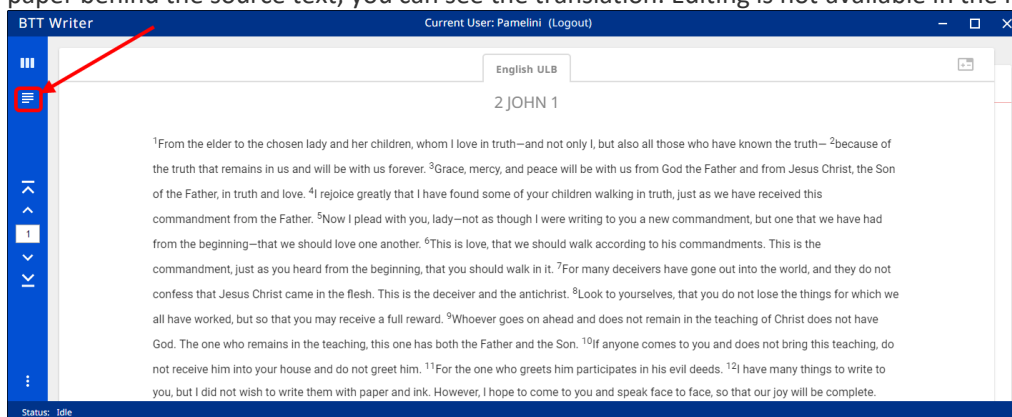 paper behind the source text, you can see the translation. Editing is not available in the
BTT Writer
Current User: Pamelini (Logout)
English ULB
2 JOHN 1
1From the elder to the chosen lady and her children, whom I love in truth—and not only I, but also all those who have known the truth— 2because of
the truth that remains in us and will be with us forever. 3Grace, mercy, and peace will be with us from God the Father and from Jesus Christ, the Son
of the Father, in truth and love. 4I rejoice greatly that I have found some of your children walking in truth, just as we have received this
commandment from the Father. 5Now I plead with you, lady—not as though I were writing to you a new commandment, but one that we have had
from the beginning—that we should love one another. 6This is love, that we should walk according to his commandments. This is the
commandment, just as you heard from the beginning, that you should walk in it. 7For many deceivers have gone out into the world, and they do not
confess that Jesus Christ came in the flesh. This is the deceiver and the antichrist. 8Look to yourselves, that you do not lose the things for which we
all have worked, but so that you may receive a full reward. 9Whoever goes on ahead and does not remain in the teaching of Christ does not have
God. The one who remains in the teaching, this one has both the Father and the Son. 10If anyone comes to you and does not bring this teaching, do
not receive him into your house and do not greet him. 11For the one who greets him participates in his evil deeds. 12I have many things to write to
you, but I did not wish to write them with paper and ink. However, I hope to come to you and speak face to face, so that our joy will be complete.
1
Status: Idle